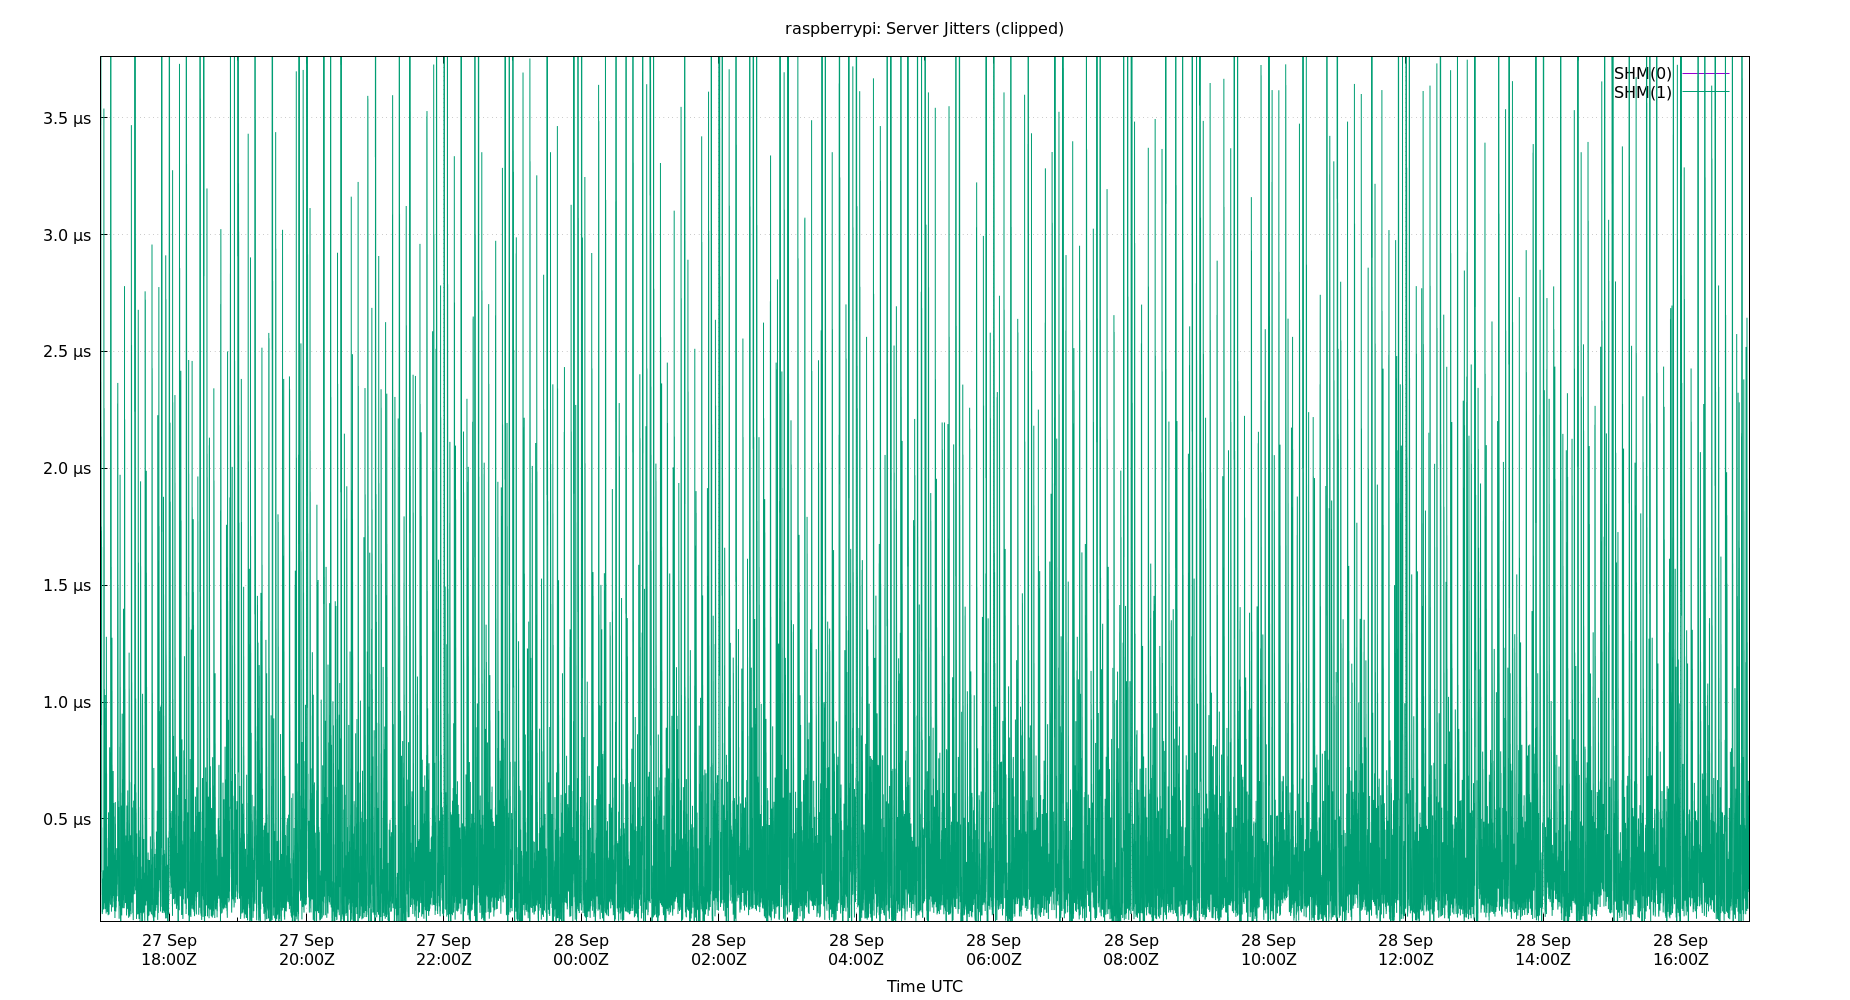 raspberrypi: Server Jitters (clipped)
SHM(0)
SHM(1)
3.5 µs
3.0 µs
2.5 µs
2.0 µs
1.5 µs
1.0 µs
0.5 µs
27 Sep 27 Sep 27 Sep 28 Sep 28 Sep 28 Sep 28 Sep 28 Sep 28 Sep 28 Sep 28 Sep 28 Sep
18:00Z 20:00Z 22:00Z 00:00Z 02:00Z 04:00Z 06:00Z 08:00Z 10:00Z 12:00Z 14:00Z 16:00Z
Time UTC